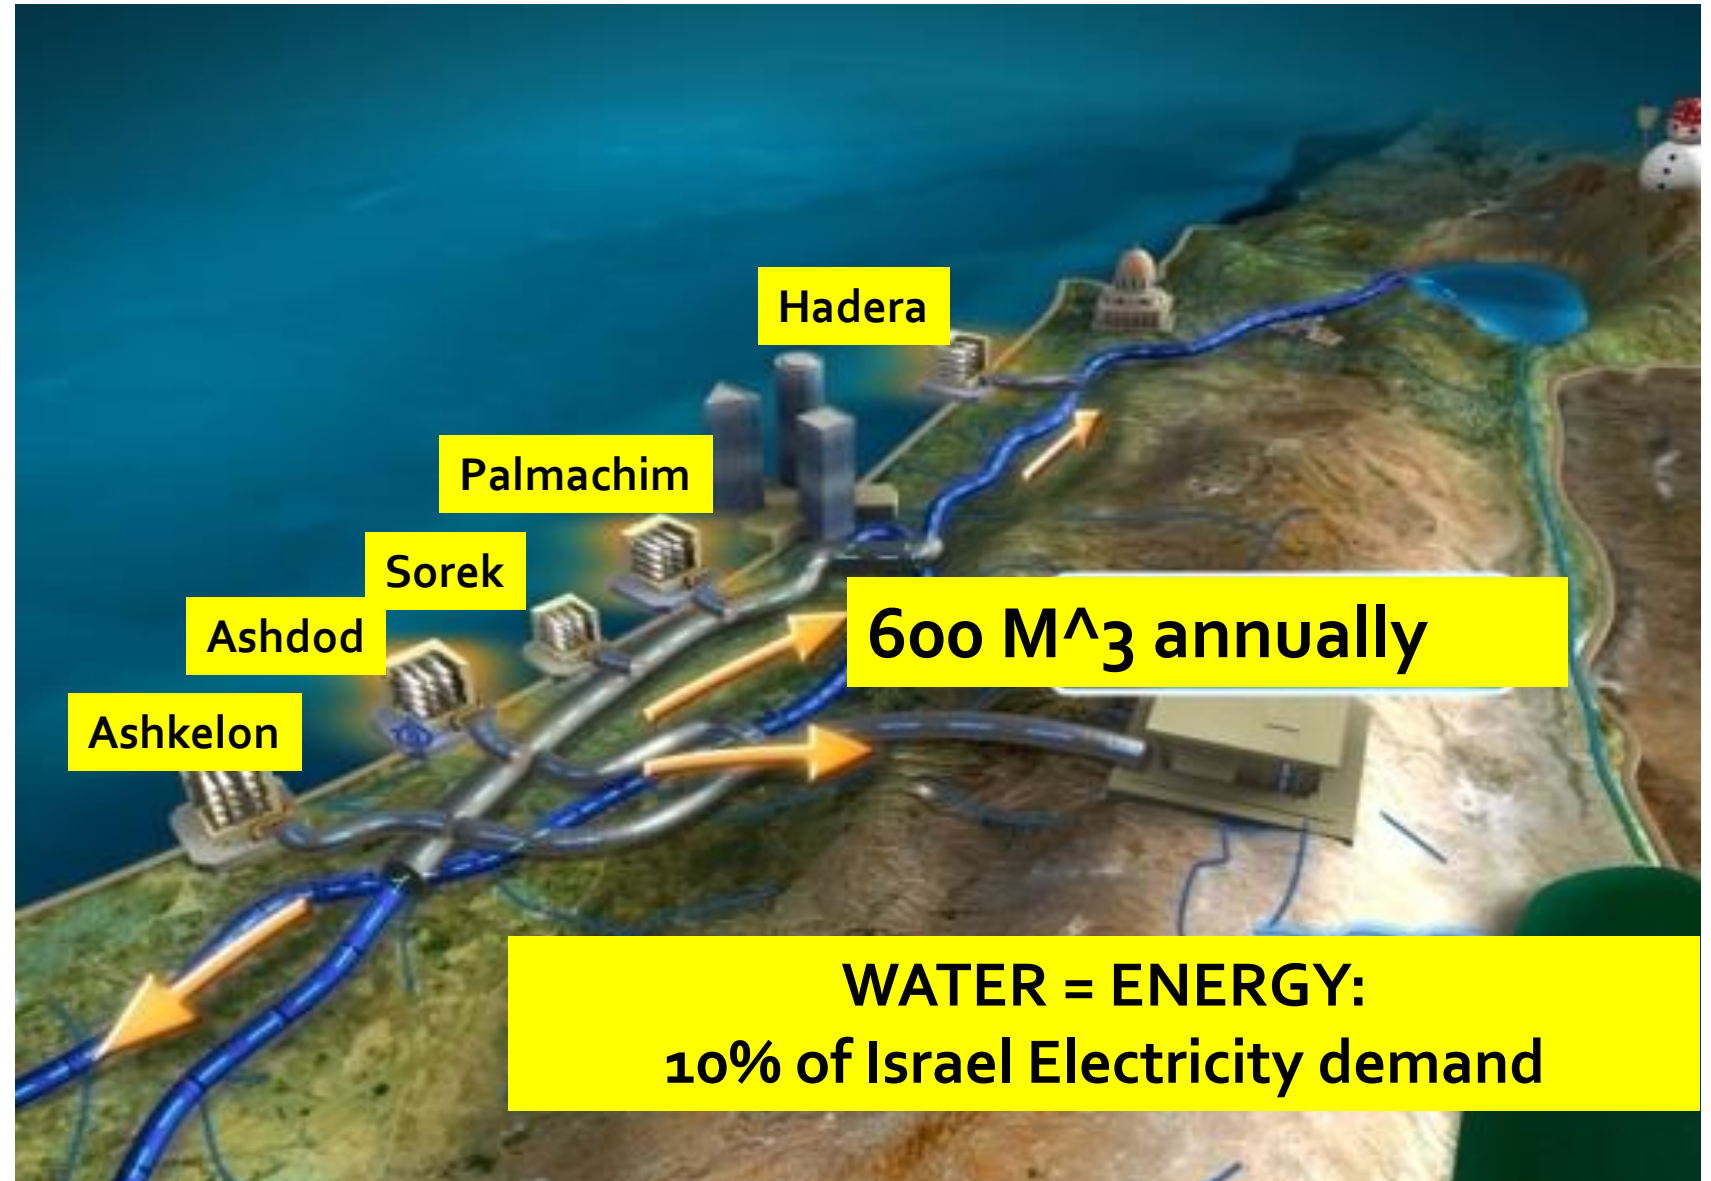 Hadera
Palmachim
Sorek
Ashdod
600 M^3 annually
Ashkelon
WATER = ENERGY:
10% of Israel Electricity demand